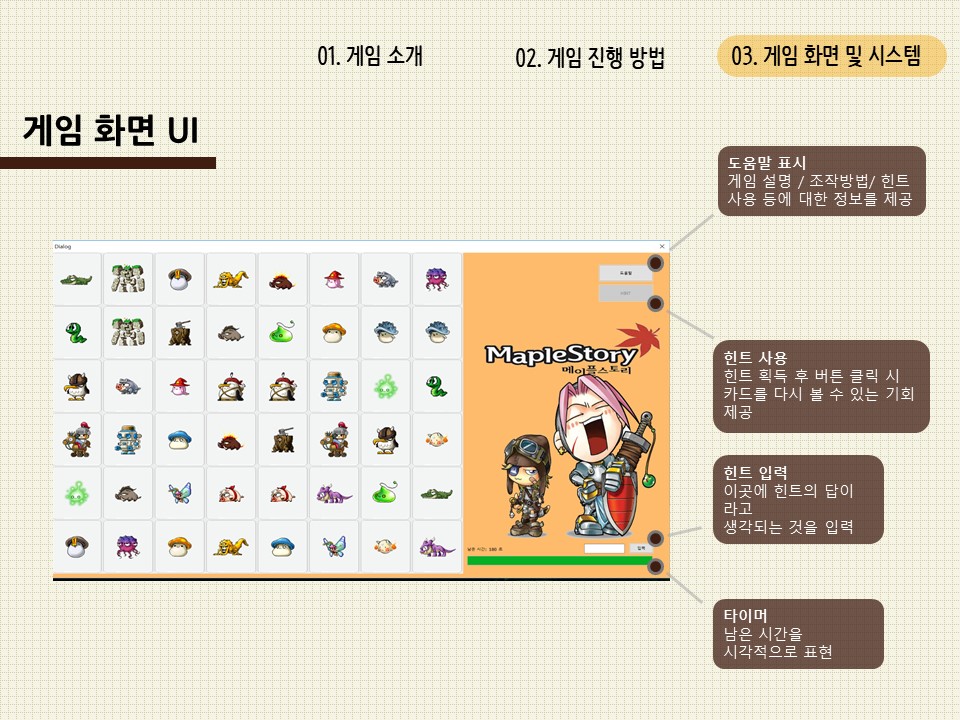 01. 게임 소개
02. 게임 진행 방법
03. 게임 화면 및 시스템
게임 화면 UI
도움말 표시
게임 설명 / 조작방법/ 힌트
사용 등에 대한 정보를 제공
Dialog
도움말
MapleStory
메이플스토리
힌트 사용
힌트 획득 후 버튼 클릭 시
카드를 다시 볼 수 있는 기회
제공
힌트 입력
이곳에 힌트의 답이
라고
생각되는 것을 입력
남은 시간: 180 초
입력
타이머
남은 시간을
시각적으로 표현